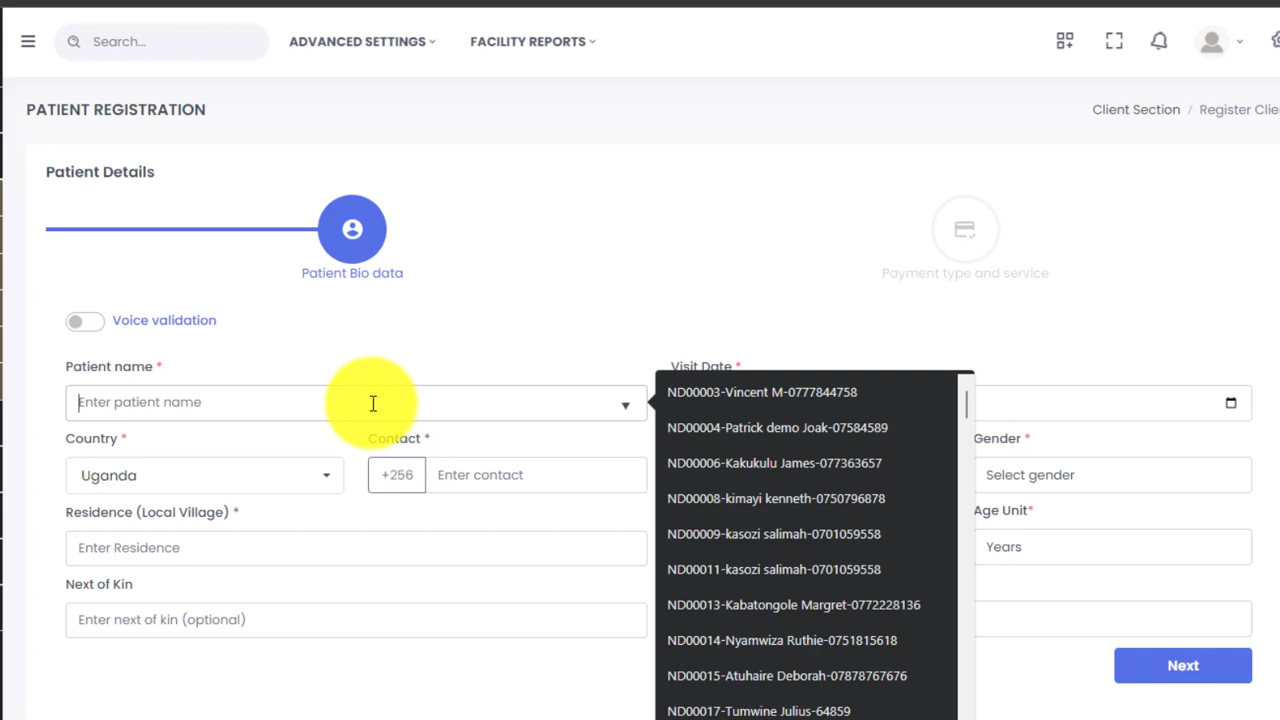 Search...
ADVANCED SETTINGS
FACILITY REPORTS
PATIENT REGISTRATION
Client Section / Register Clie
Patient Details
Patient Bio data
Payment type and service
Voice validation
Patient name *
Visit Date *
Enter patient name
Country *
Contact *
Gender *
Uganda
+256
Enter contact
Select gender
Residence (Local Village) *
Age Unit*
Enter Residence
Years
Next of Kin
Enter next of kin (optional)
Next
ND00003-Vincent M-0777844758
ND00004-Patrick demo Joak-07584589
ND00006-Kakukulu James-077363657
ND00008-kimayi kenneth-0750796878
ND00009-kasozi salimah-0701059558
ND00011-kasozi salimah-0701059558
ND00013-Kabatongole Margret-0772228136
ND00014-Nyamwiza Ruthie-0751815618
ND00015-Atuhaire Deborah-07878767676
ND00017-Tumwine Julius-64859